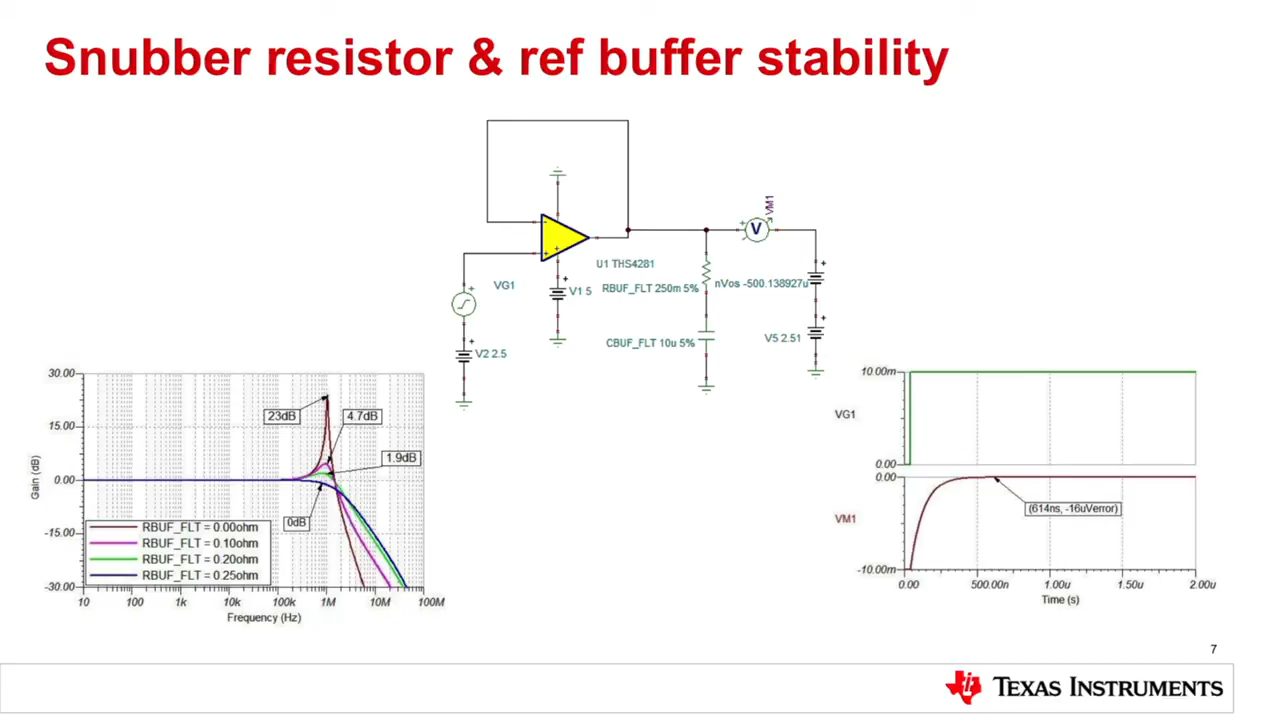 Snubber resistor & ref buffer stability
VM1
V
U1 THS4281
VG1
V1 5
RBUF_FLT 250m 5%
nVos -500.138927u
V2 2.5
CBUF_FLT 10u 5%
V5 2.51
30.00
15.00
0.00
-15.00
-30.00
Gain (dB)
23dB
4.7dB
1.9dB
0dB
RBUF_FLT = 0.00ohm
RBUF_FLT = 0.10ohm
RBUF_FLT = 0.20ohm
RBUF_FLT = 0.25ohm
10 100 1k 10k 100k 1M 10M 100M
Frequency (Hz)
10.00m
VG1
0.00
0.00
VM1
(614ns, -16uVerror)
-10.00m
0.00 500.00n 1.00u 1.50u 2.00u
Time (s)
7
TEXAS INSTRUMENTS